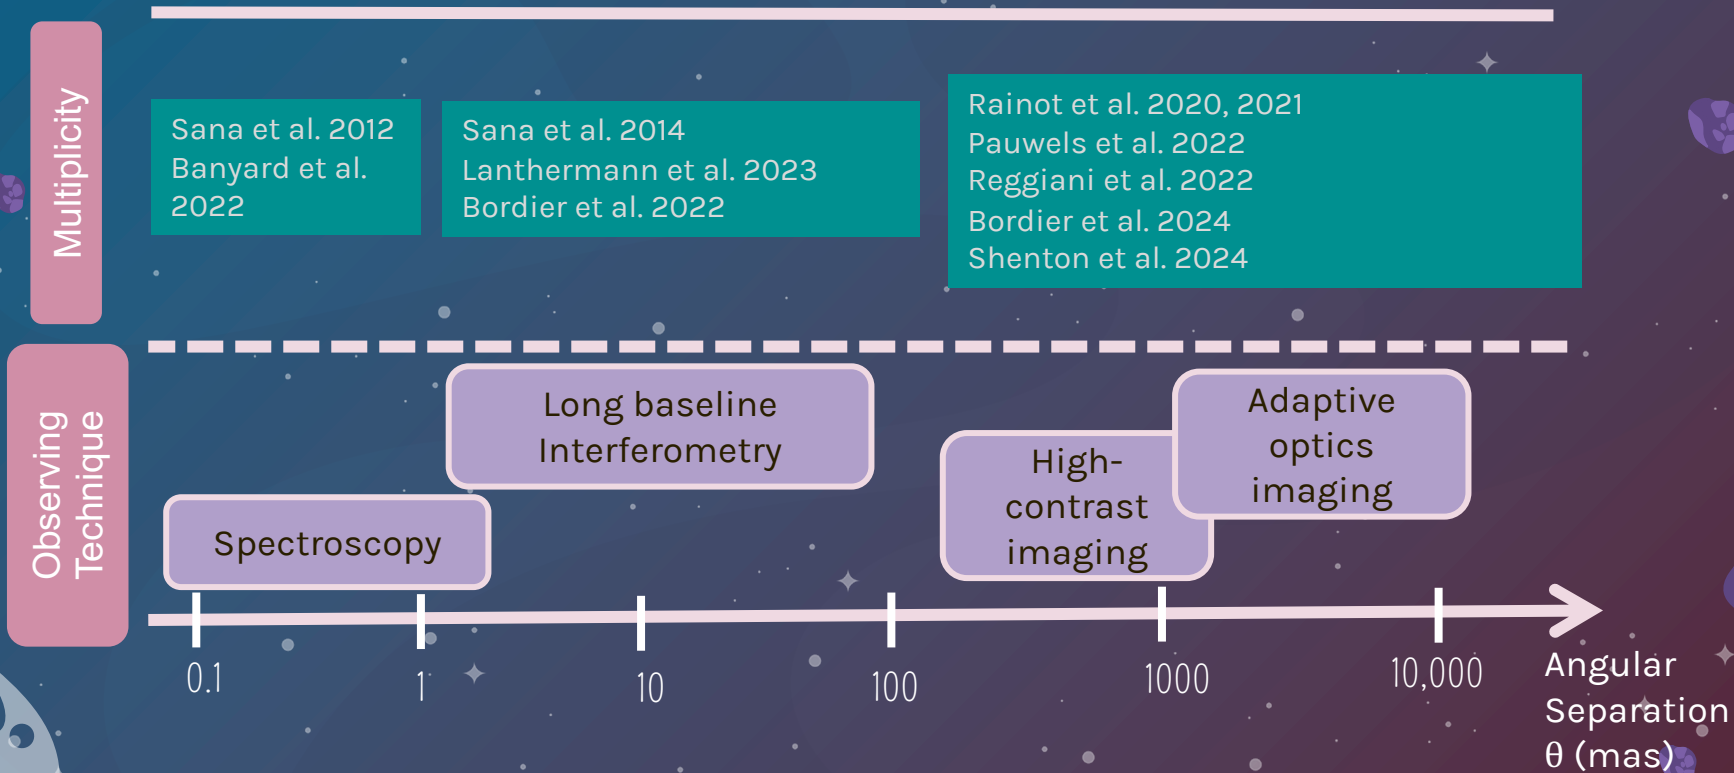 Multiplicity
Sana et al. 2012
Banyard et al.
2022
Sana et al. 2014
Lanthermann et al. 2023
Bordier et al. 2022
Rainot et al. 2020, 2021
Pauwels et al. 2022
Reggiani et al. 2022
Bordier et al. 2024
Shenton et al. 2024
Observing
Technique
Spectroscopy
Long baseline
Interferometry
High-
contrast
imaging
Adaptive
optics
imaging
0.1
1
10
100
1000
10,000
Angular
Separation
θ (mas)